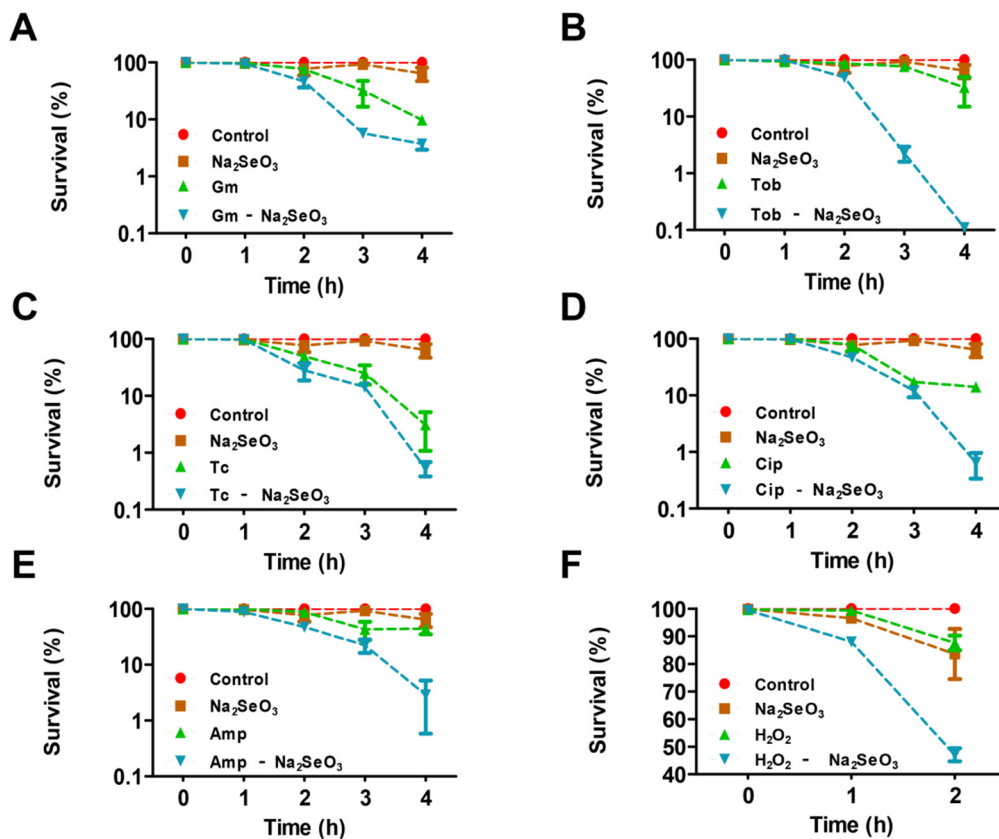 A
Survival (%)
100
10
1
0.1
Control
Na₂SeO₃
Gm
Gm - Na₂SeO₃
0 1 2 3 4
Time (h)
B
Survival (%)
100
10
1
0.1
Control
Na₂SeO₃
Tob
Tob - Na₂SeO₃
0 1 2 3 4
Time (h)
C
Survival (%)
100
10
1
0.1
Control
Na₂SeO₃
Tc
Tc - Na₂SeO₃
0 1 2 3 4
Time (h)
D
Survival (%)
100
10
1
0.1
Control
Na₂SeO₃
Cip
Cip - Na₂SeO₃
0 1 2 3 4
Time (h)
E
Survival (%)
100
10
1
0.1
Control
Na₂SeO₃
Amp
Amp - Na₂SeO₃
0 1 2 3 4
Time (h)
F
Survival (%)
100
90
80
70
60
50
40
Control
Na₂SeO₃
H₂O₂
H₂O₂ - Na₂SeO₃
0 1 2
Time (h)